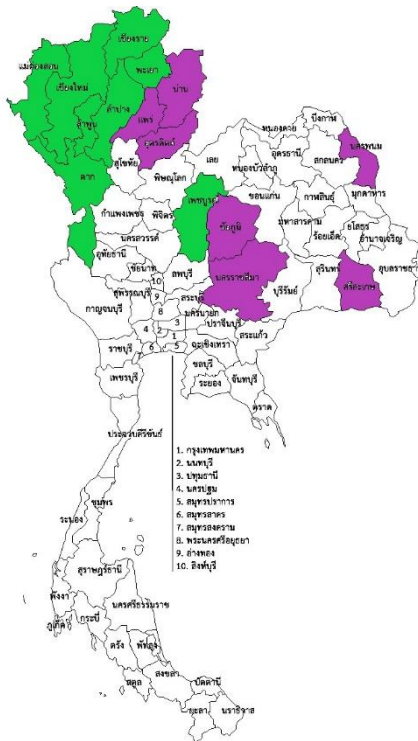 เชียงราย
แม่ฮ่องสอน
พะเยา
น่าน
เชียงใหม่
ลำปาง
ลำพูน
แพร่
อุตรดิตถ์
ตาก
สุโขทัย
พิษณุโลก
เลย
หนองคาย
บึงกาฬ
อุดรธานี
หนองบัวลำภู
สกลนคร
นครพนม
กำแพงเพชร
พิจิตร
เพชรบูรณ์
ขอนแก่น
กาฬสินธุ์
มุกดาหาร
ชัยภูมิ
มหาสารคาม
ร้อยเอ็ด
ยโสธร
อำนาจเจริญ
นครสวรรค์
อุทัยธานี
ชัยนาท
ลพบุรี
นครราชสีมา
บุรีรัมย์
สุรินทร์
ศรีสะเกษ
อุบลราชธานี
10
9
8
สุพรรณบุรี
สระบุรี
กาญจนบุรี
นครนายก
ปราจีนบุรี
สระแก้ว
4 2 3
1
6 5
ราชบุรี
ฉะเชิงเทรา
ชลบุรี
เพชรบุรี
ระยอง
จันทบุรี
ตราด
ประจวบคีรีขันธ์
1. กรุงเทพมหานคร
2. นนทบุรี
3. ปทุมธานี
4. นครปฐม
5. สมุทรปราการ
6. สมุทรสาคร
7. สมุทรสงคราม
8. พระนครศรีอยุธยา
9. อ่างทอง
10. สิงห์บุรี
ชุมพร
ระนอง
สุราษฎร์ธานี
พังงา
นครศรีธรรมราช
ภูเก็ต
กระบี่
ตรัง
พัทลุง
สงขลา
สตูล
ปัตตานี
ยะลา
นราธิวาส